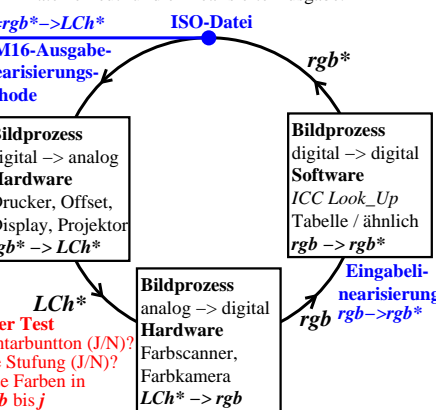 rgb*->LCh*
ISO-Datei
M16-Ausgabe-
earisierungs-
hode
rgb*
Bildprozess
digital -> analog
Hardware
Drucker, Offset,
Display, Projektor
rgb* -> LCh*
Bildprozess
digital -> digital
Software
ICC Look_Up
Tabelle / ähnlich
rgb -> rgb*
Eingabeli-
nearisierung
rgb->rgb*
LCh*
rgb
Bildprozess
analog -> digital
Hardware
Farbscanner,
Farbkamera
LCh* -> rgb
er Test
ntarbuntton (J/N)?
e Stufung (J/N)?
e Farben in
b bis j